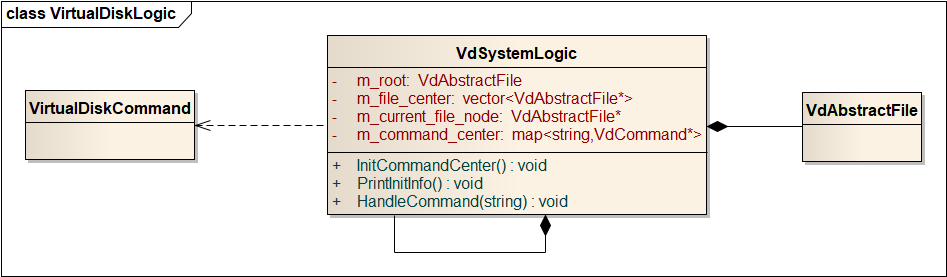 class VirtualDiskLogic
VdSystemLogic
- m_root: VdAbstractFile
- m_file_center: vector<VdAbstractFile*>
- m_current_file_node: VdAbstractFile*
- m_command_center: map<string,VdCommand*>
+ InitCommandCenter() : void
+ PrintInitInfo() : void
+ HandleCommand(string) : void
VirtualDiskCommand
VdAbstractFile